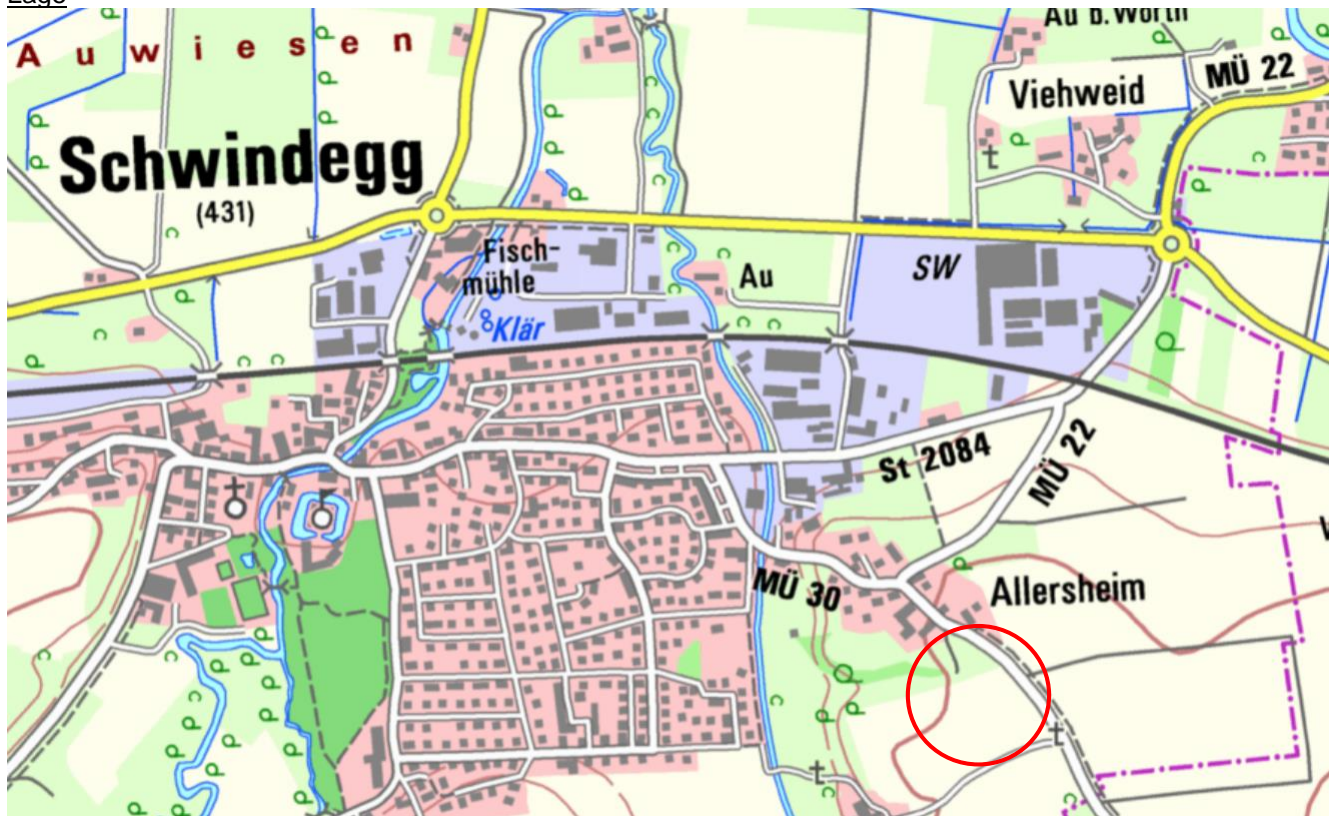 Lage
Auwiesen
Au b. Wörth
MÜ 22
Viehweid
Schwindegg
(431)
Fisch-
mühle
Au
SW
Klär
St 2084
MÜ 22
MÜ 30
Allersheim